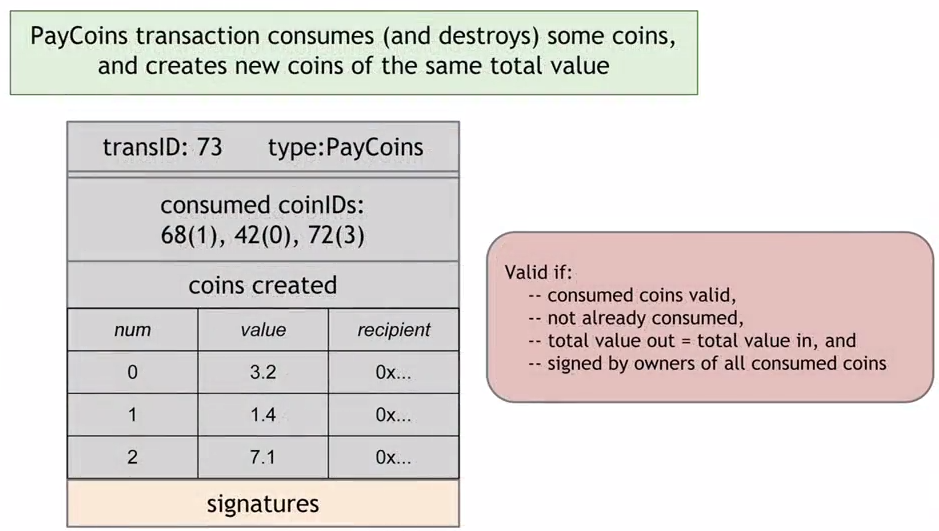 PayCoins transaction consumes (and destroys) some coins,
and creates new coins of the same total value
transID: 73 type:PayCoins
consumed coinIDs:
68(1), 42(0), 72(3)
coins created
num value recipient
0 3.2 0x...
1 1.4 0x...
2 7.1 0x...
signatures
Valid if:
-- consumed coins valid,
-- not already consumed,
-- total value out = total value in, and
-- signed by owners of all consumed coins